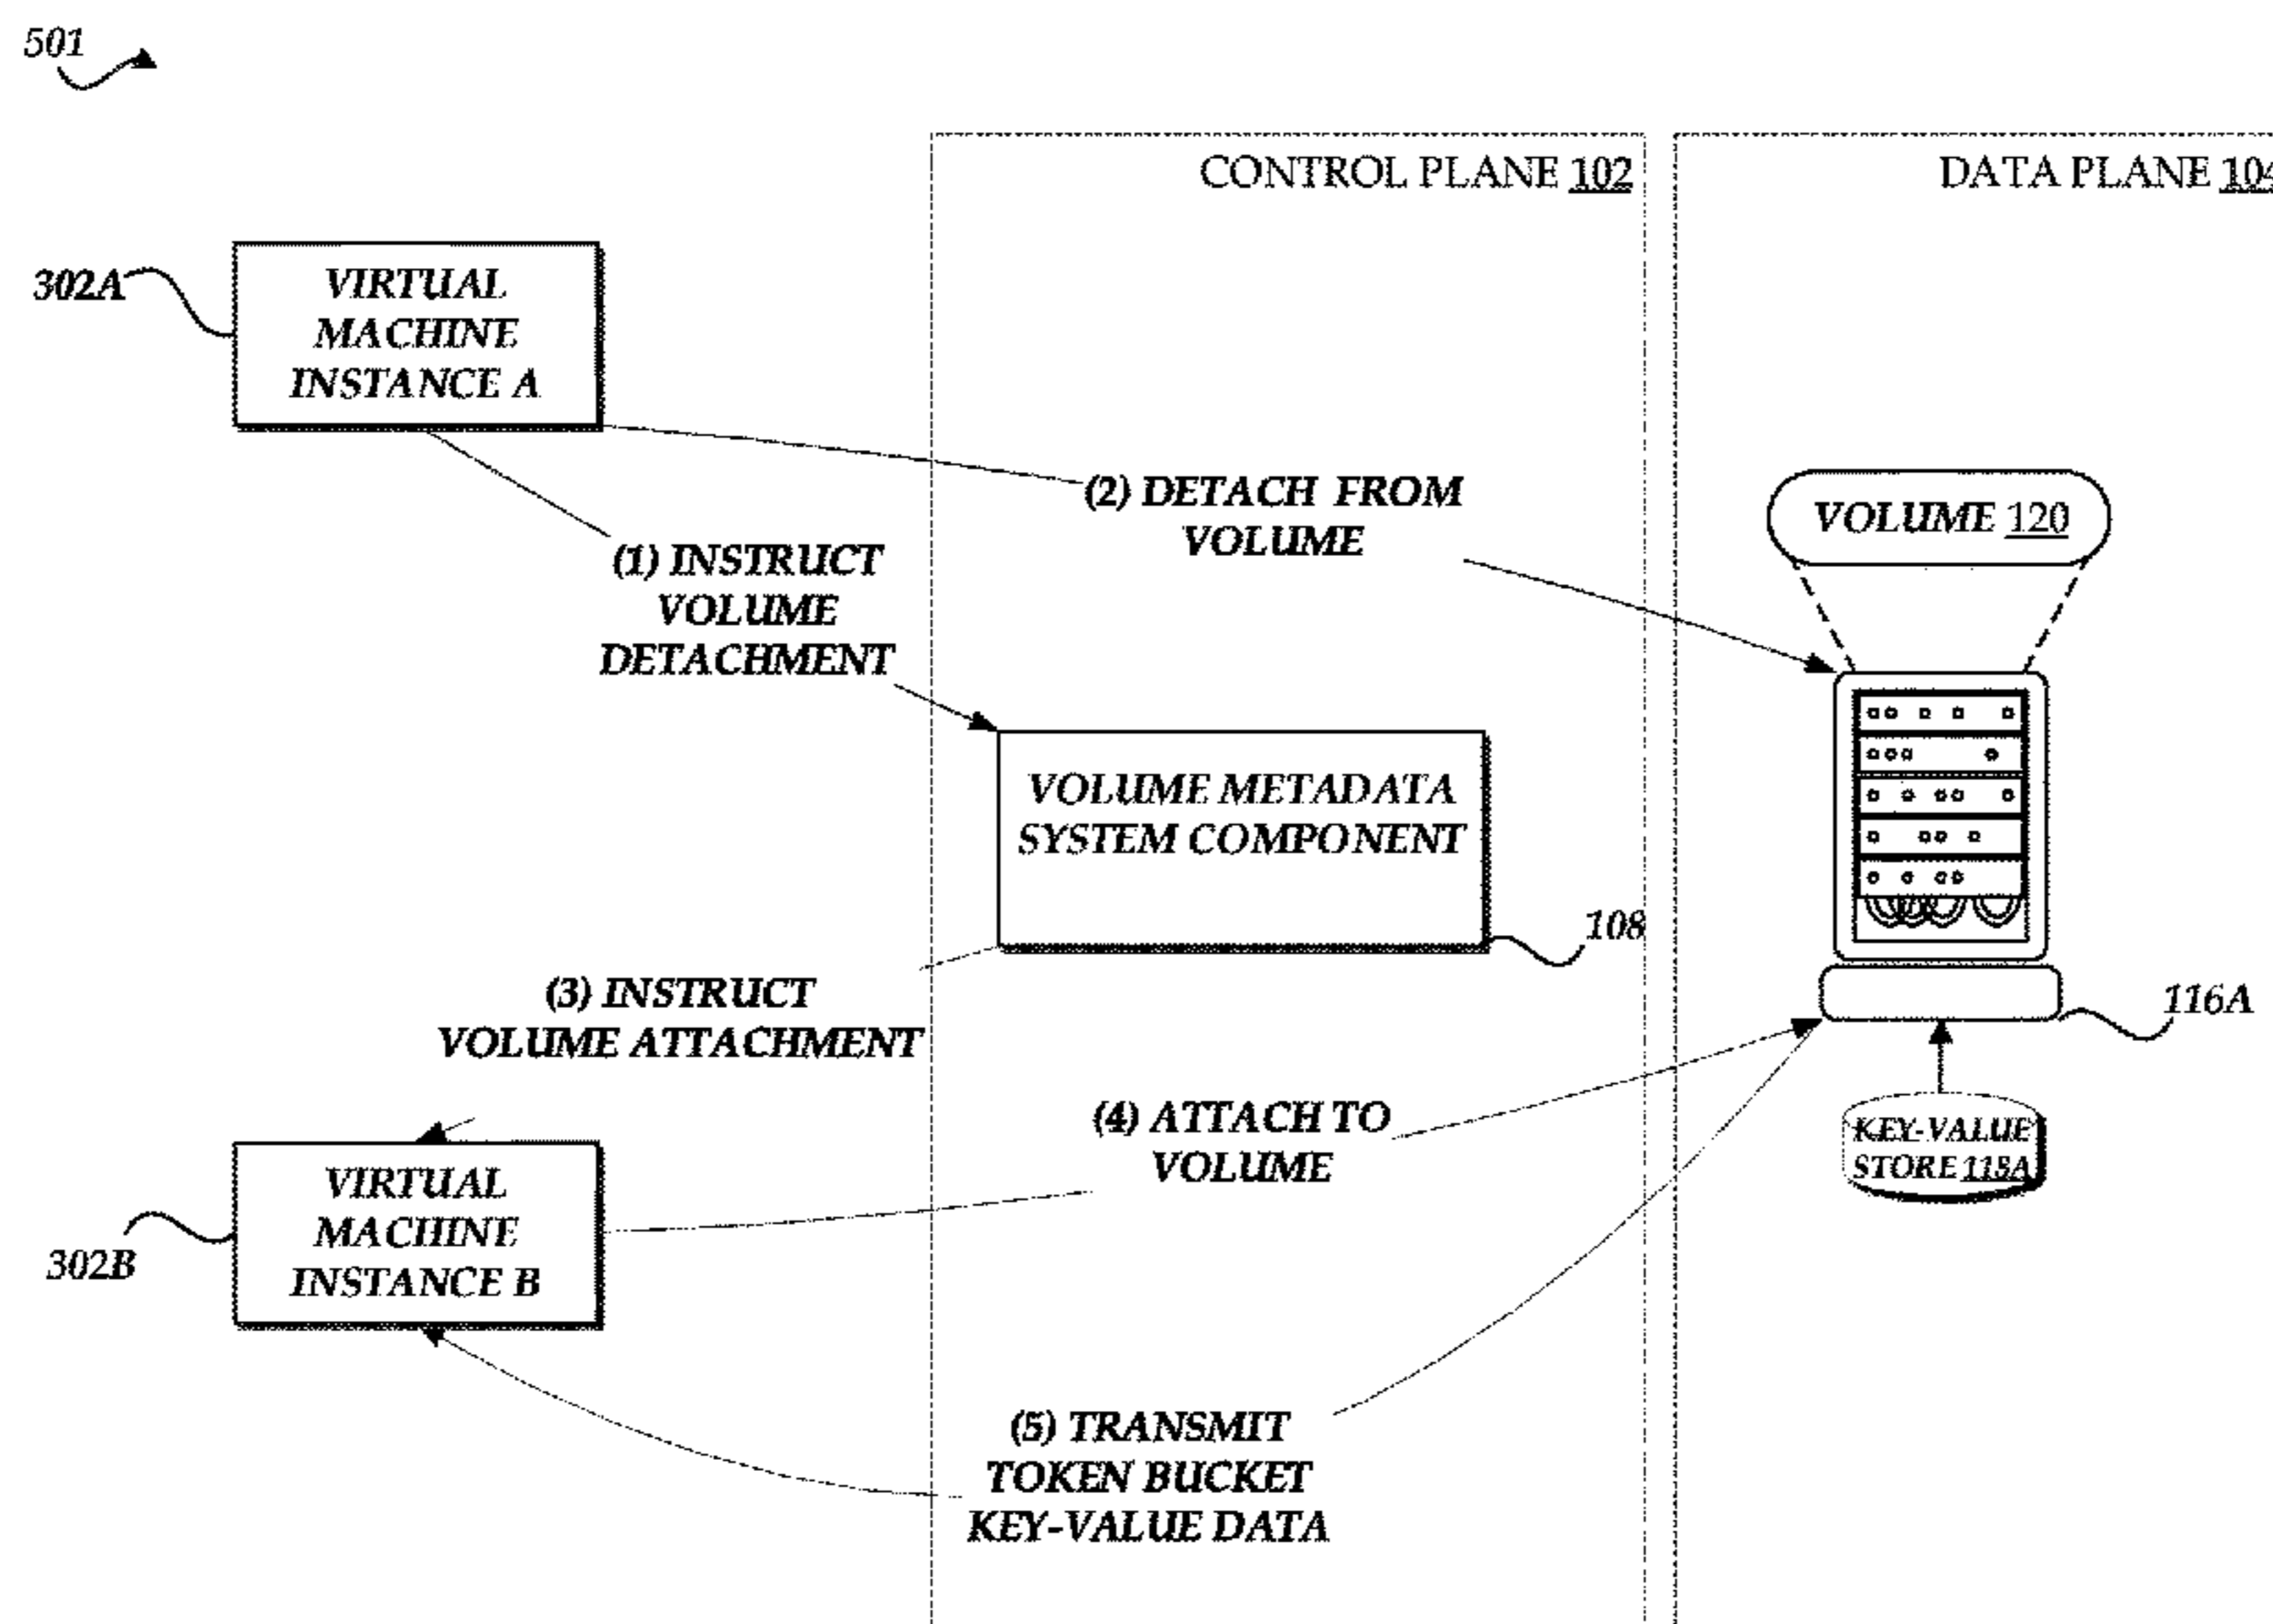 501
CONTROL PLANE 102
DATA PLANE 104
302A
VIRTUAL
MACHINE
INSTANCE A
(2) DETACH FROM
VOLUME
VOLUME 120
(1) INSTRUCT
VOLUME
DETACHMENT
VOLUME METADATA
SYSTEM COMPONENT
108
(3) INSTRUCT
VOLUME ATTACHMENT
116A
(4) ATTACH TO
VOLUME
KEY-VALUE
STORE 118A
VIRTUAL
MACHINE
INSTANCE B
302B
(5) TRANSMIT
TOKEN BUCKET
KEY-VALUE DATA